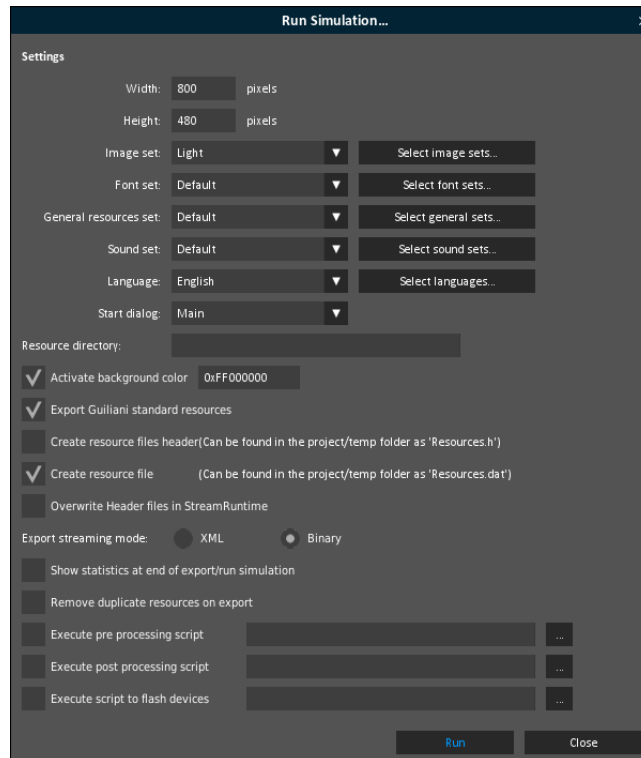 Run Simulation...
Settings
Width: 800 pixels
Height: 480 pixels
Image set: Light Select image sets...
Font set: Default Select font sets...
General resources set: Default Select general sets...
Sound set: Default Select sound sets...
Language: English Select languages...
Start dialog: Main
Resource directory:
Activate background color 0xFF000000
Export Guiliani standard resources
Create resource files header(Can be found in the project/temp folder as 'Resources.h')
Create resource file (Can be found in the project/temp folder as 'Resources.dat')
Overwrite Header files in StreamRuntime
Export streaming mode: XML Binary
Show statistics at end of export/run simulation
Remove duplicate resources on export
Execute pre processing script ...
Execute post processing script ...
Execute script to flash devices ...
Run Close